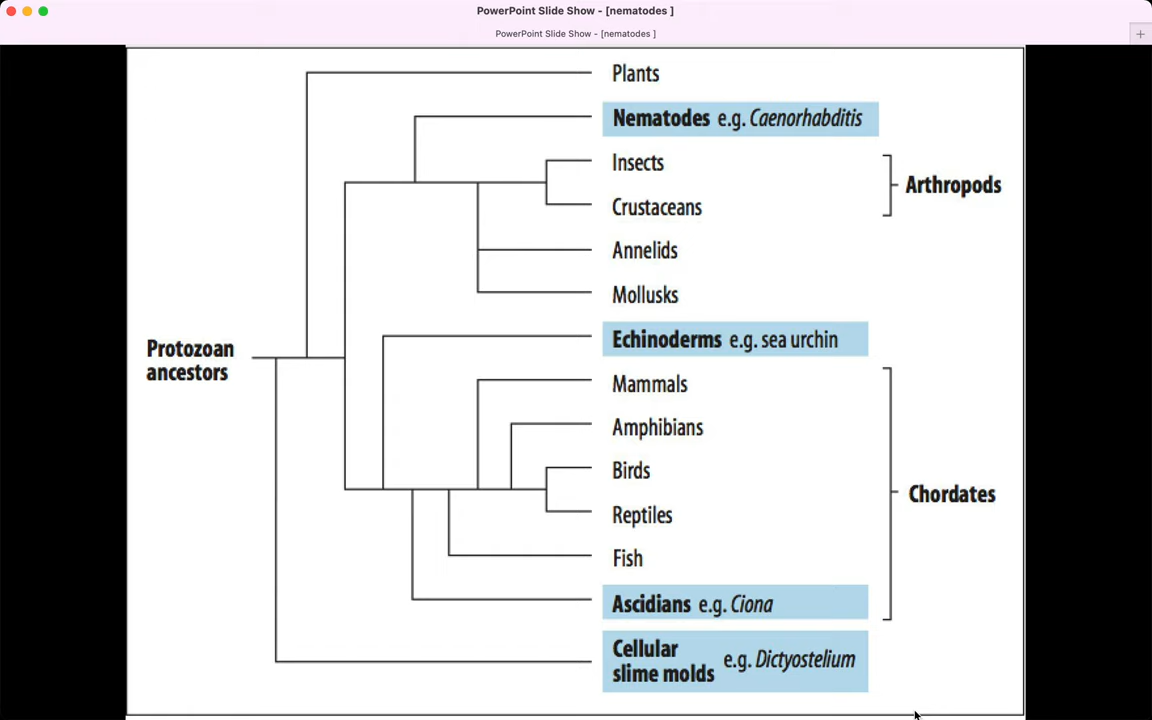 PowerPoint Slide Show - [nematodes ]
PowerPoint Slide Show - [nematodes ]
Plants
Nematodes e.g. Caenorhabditis
Insects
Crustaceans
Arthropods
Annelids
Mollusks
Echinoderms e.g. sea urchin
Protozoan
ancestors
Mammals
Amphibians
Birds
Reptiles
Chordates
Fish
Ascidians e.g. Ciona
Cellular
slime molds e.g. Dictyostelium